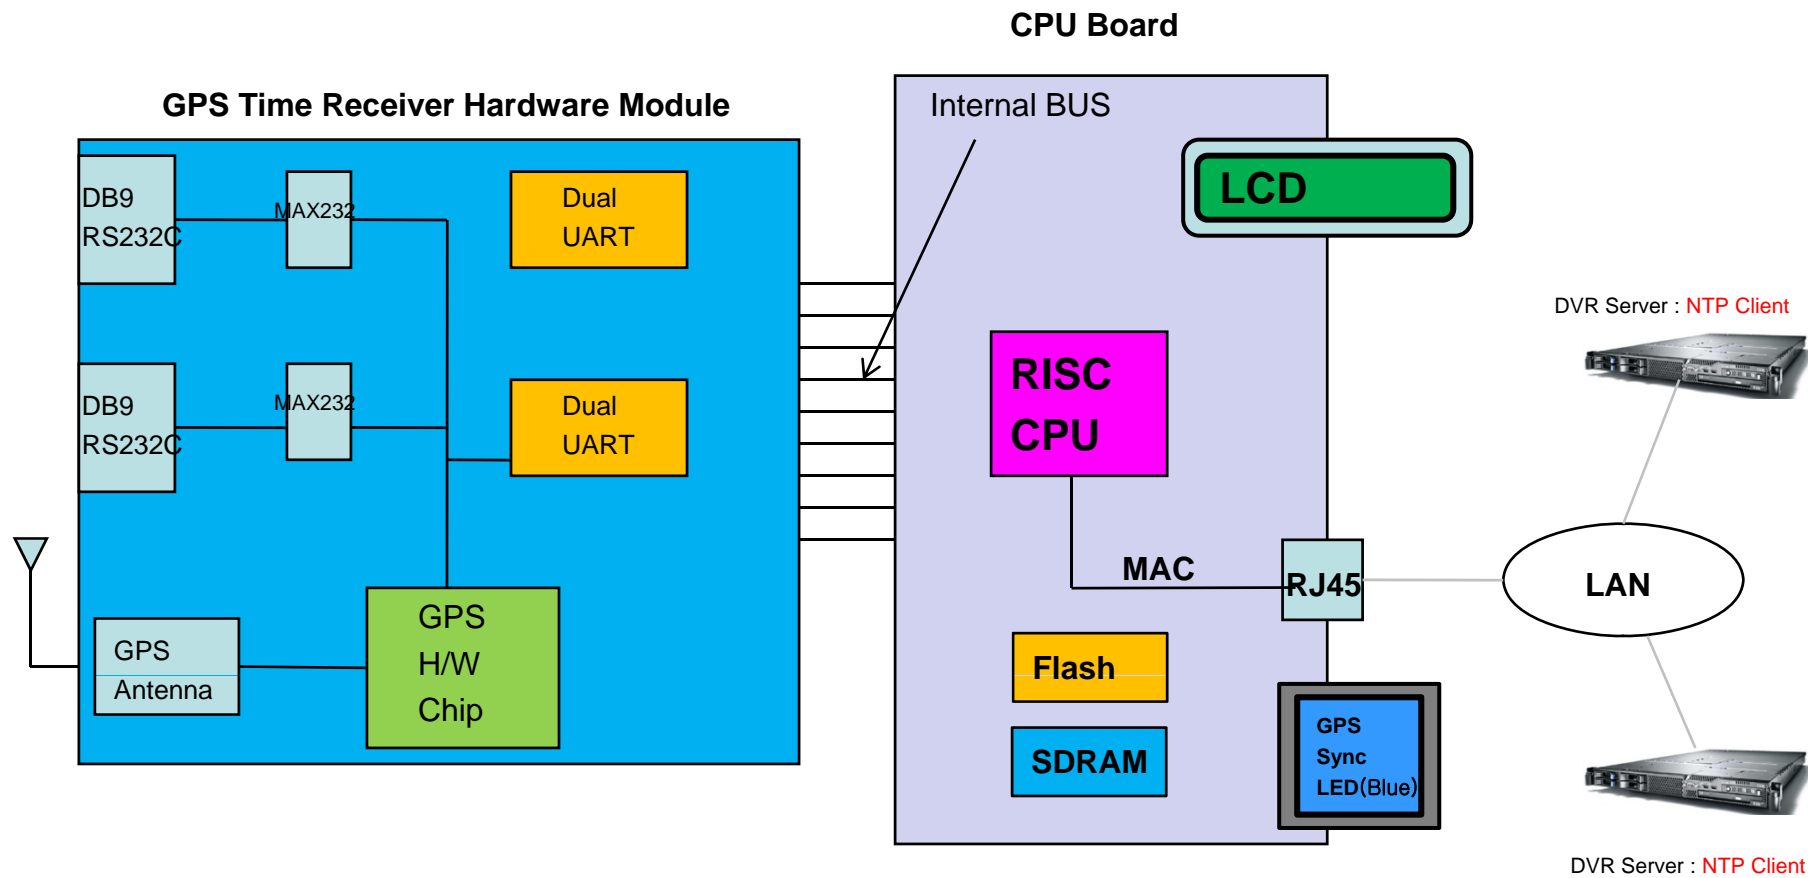 CPU Board
GPS Time Receiver Hardware Module
Internal BUS
DB9
RS232C
MAX232
Dual
UART
LCD
DB9
RS232C
MAX232
Dual
UART
RISC
CPU
DVR Server : NTP Client
MAC
RJ45
LAN
GPS
Antenna
GPS
H/W
Chip
Flash
SDRAM
GPS
Sync
LED(Blue)
DVR Server : NTP Client